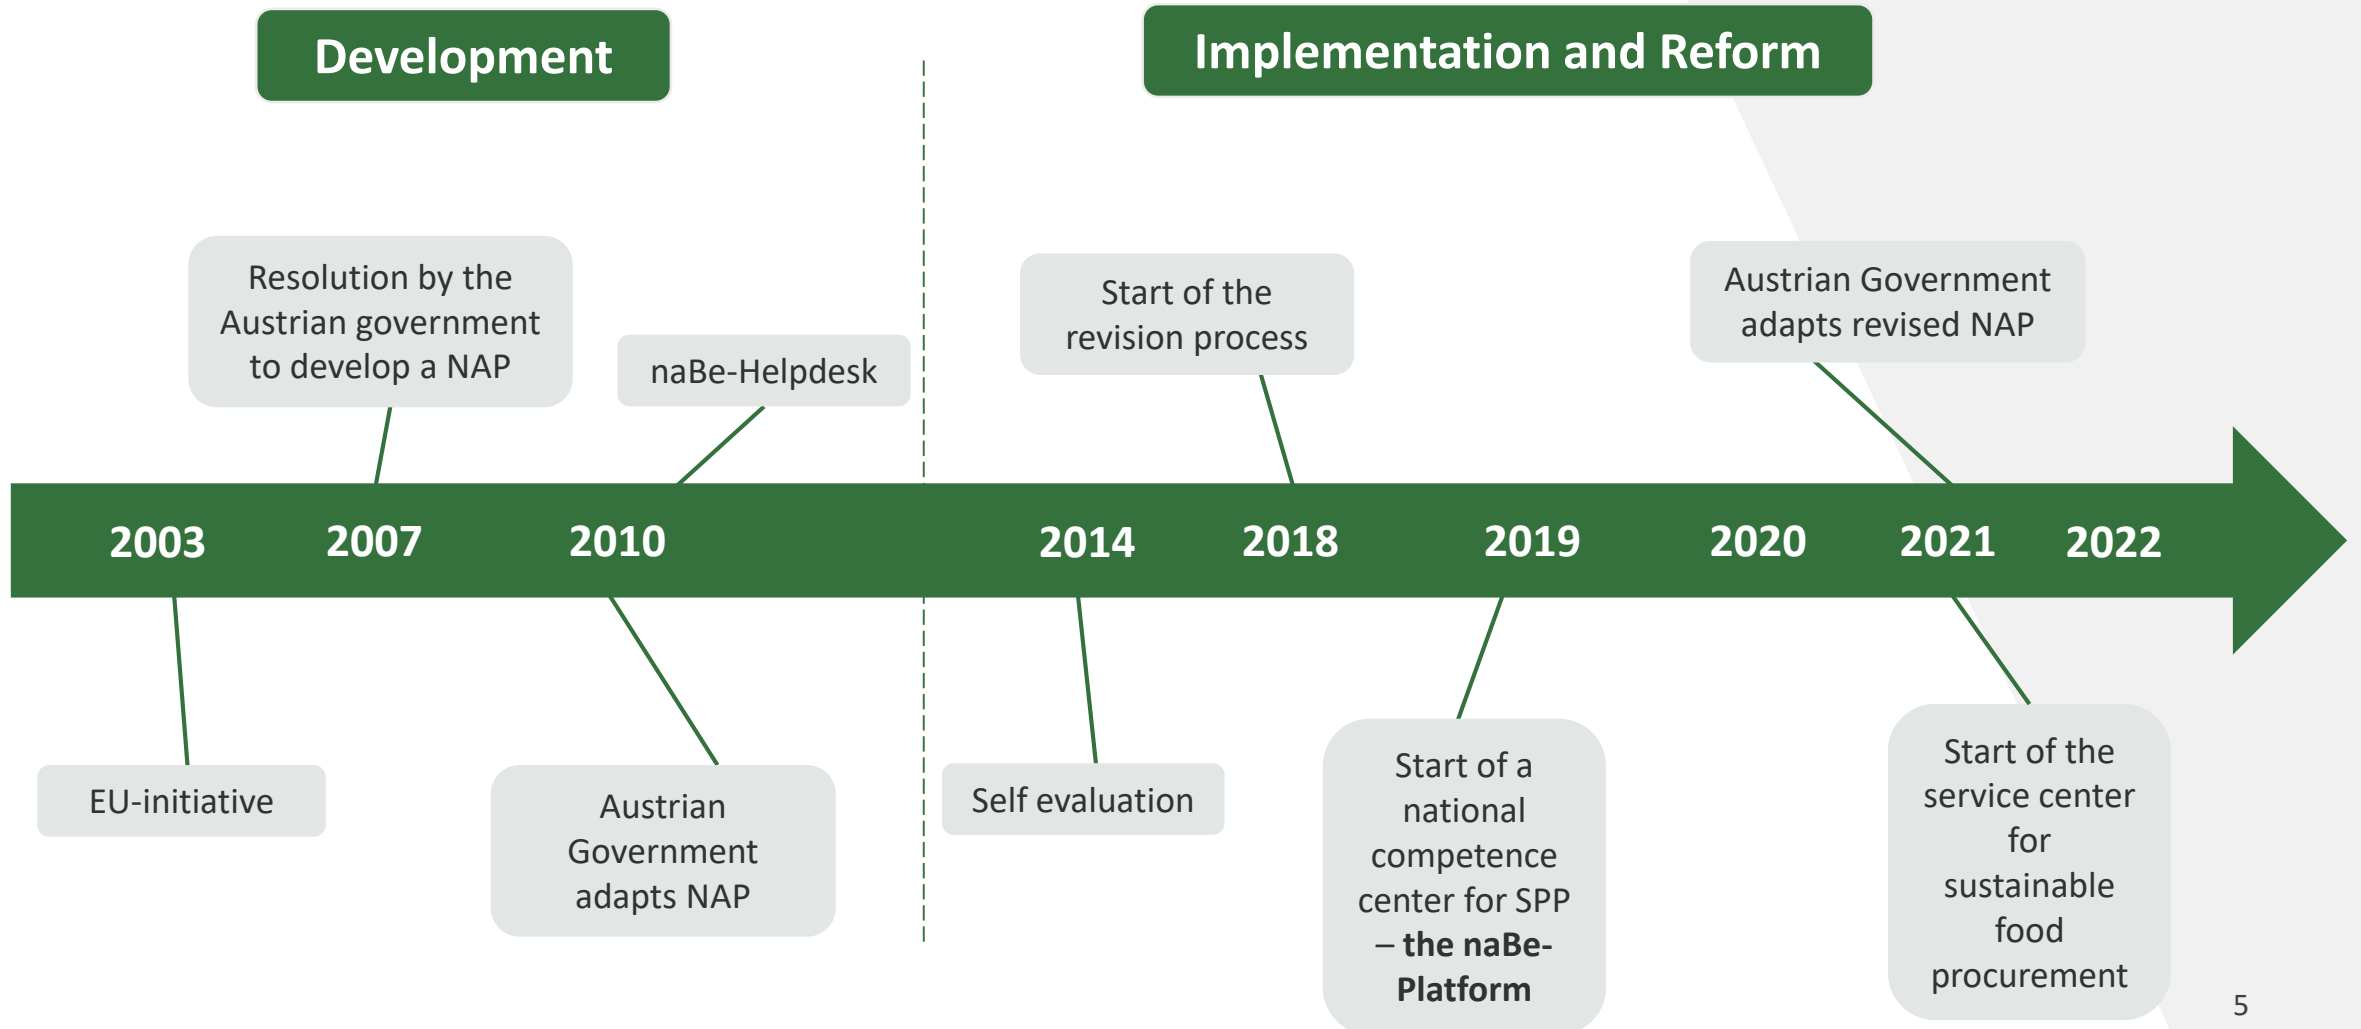 Development
Implementation and Reform
Resolution by the
Austrian government
to develop a NAP
naBe-Helpdesk
Start of the
revision process
Austrian Government
adapts revised NAP
2003
2007
2010
2014
2018
2019
2020
2021
2022
EU-initiative
Austrian
Government
adapts NAP
Self evaluation
Start of a
national
competence
center for SPP
– the naBe-
Platform
Start of the
service center
for
sustainable
food
procurement
5